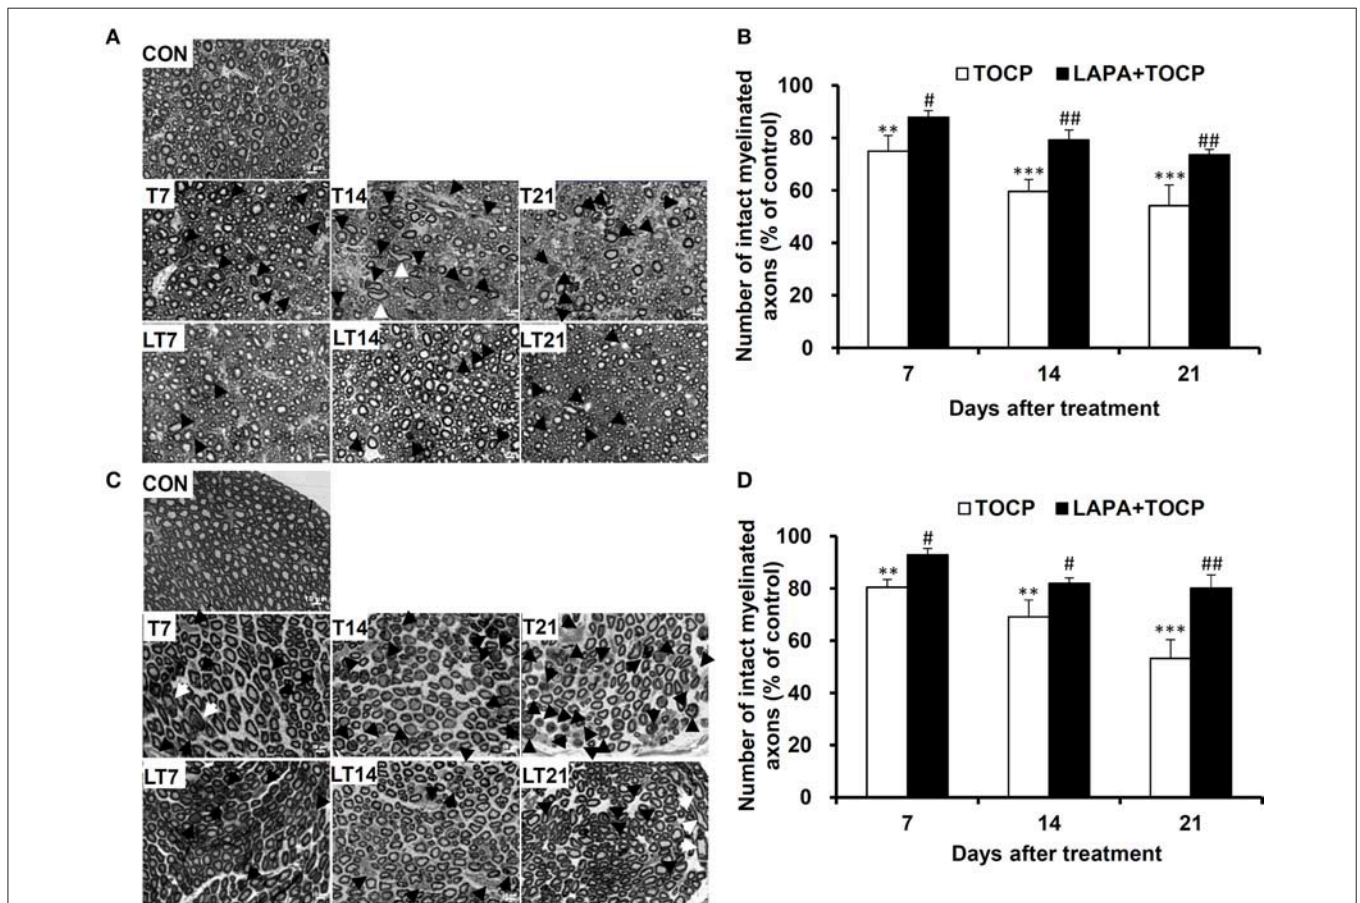 A
CON
T7
T14
T21
LT7
LT14
LT21
B
TOCP LAPA+TOCP
Number of intact myelinated
axons (% of control)
100
80
60
40
20
0
**
#
***
##
***
##
7 14 21
Days after treatment
C
CON
T7
T14
T21
LT7
LT14
LT21
D
TOCP LAPA+TOCP
Number of intact myelinated
axons (% of control)
100
80
60
40
20
0
**
#
**
#
***
##
7 14 21
Days after treatment